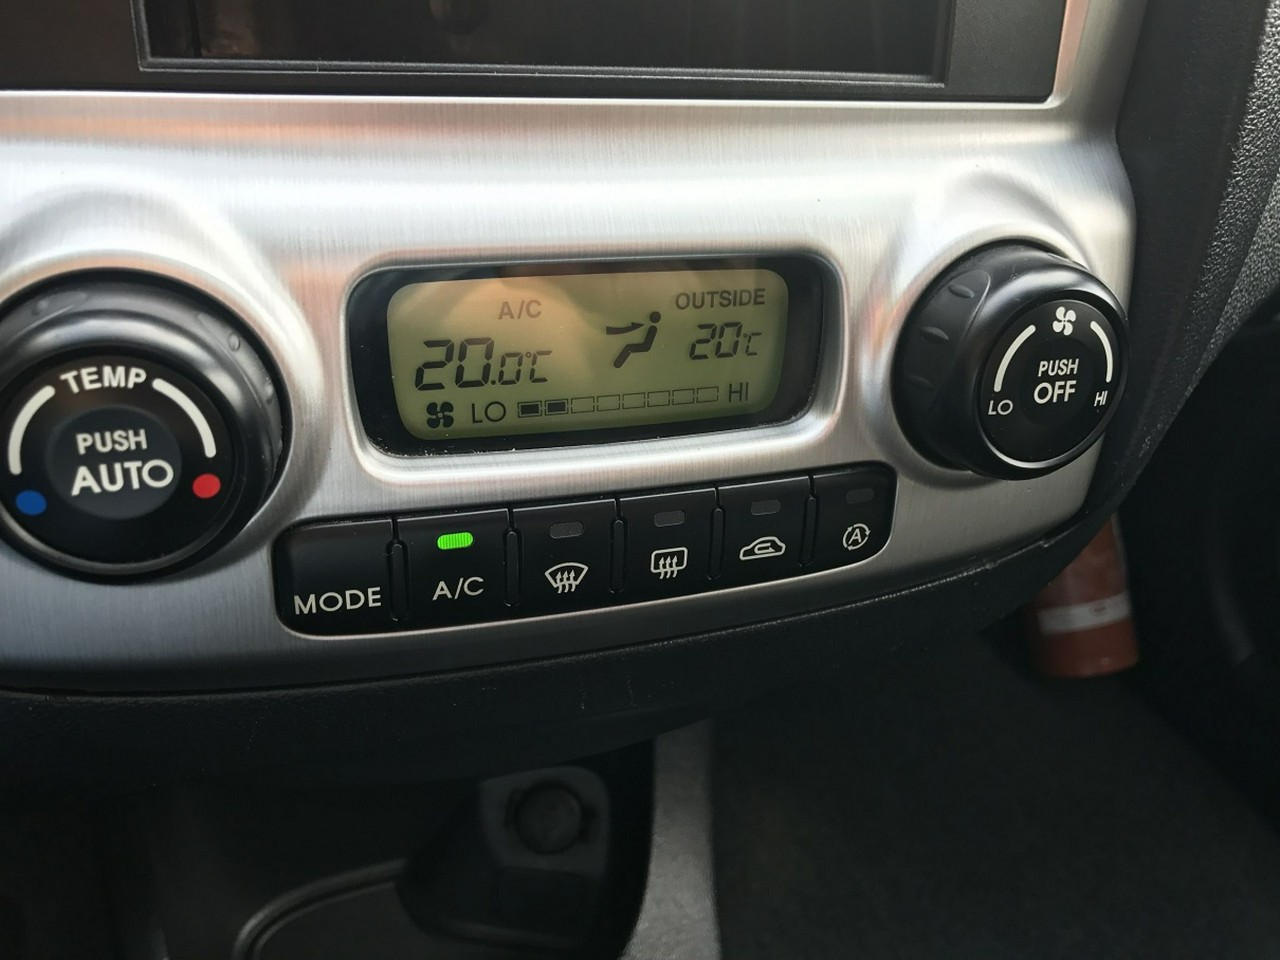 A/C OUTSIDE
20.0°C 20°C
LO HI
TEMP
PUSH
AUTO
PUSH
OFF
LO HI
MODE A/C
A